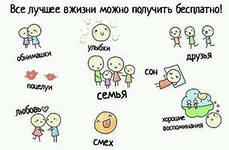 Все лучшее вжизни можно получить бесплатно!
обнимашки
улыбки
друзья
поцелуи
семья
сон
любовь
смех
хорошие
воспоминания